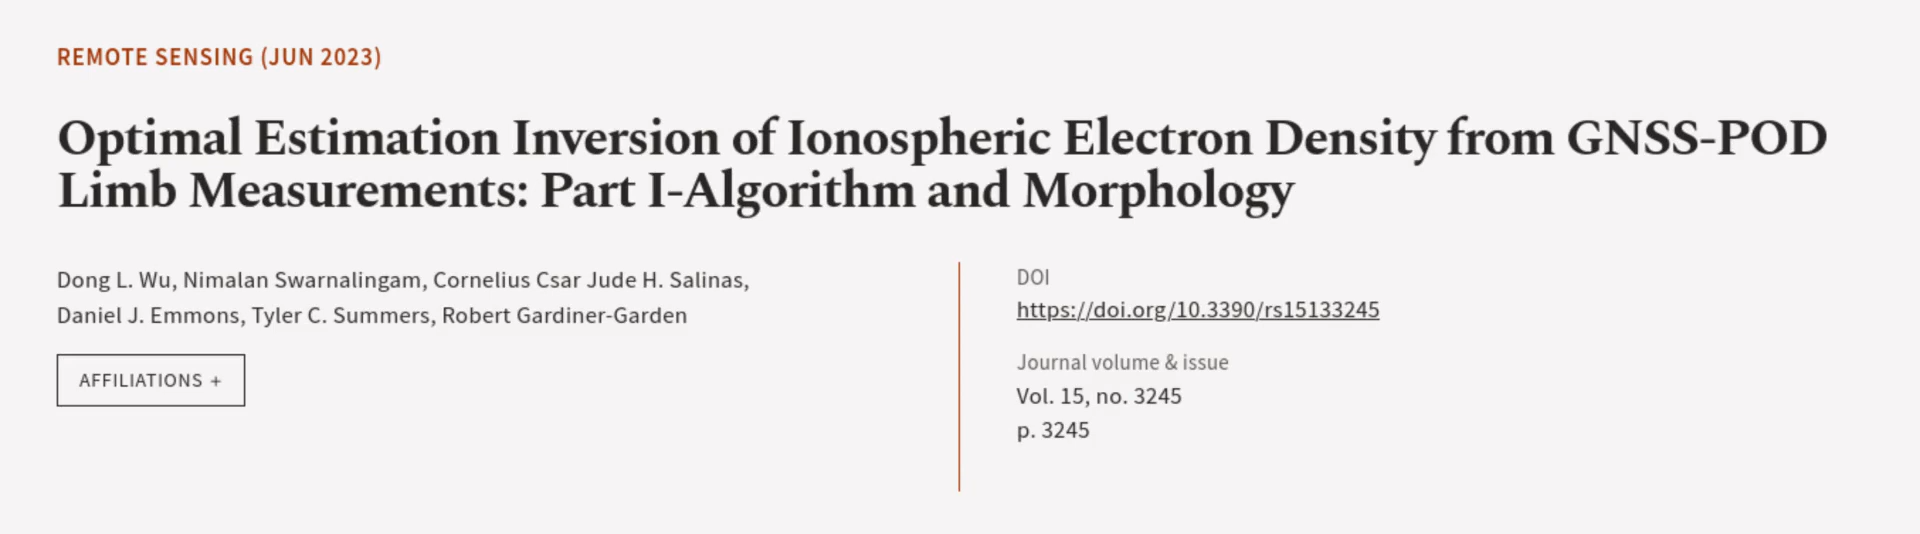 REMOTE SENSING (JUN 2023)
Optimal Estimation Inversion of Ionospheric Electron Density from GNSS-POD
Limb Measurements: Part I-Algorithm and Morphology
Dong L. Wu, Nimalan Swarnalingam, Cornelius Csar Jude H. Salinas,
Daniel J. Emmons, Tyler C. Summers, Robert Gardiner-Garden
AFFILIATIONS +
DOI
https://doi.org/10.3390/rs15133245
Journal volume & issue
Vol. 15, no. 3245
p. 3245